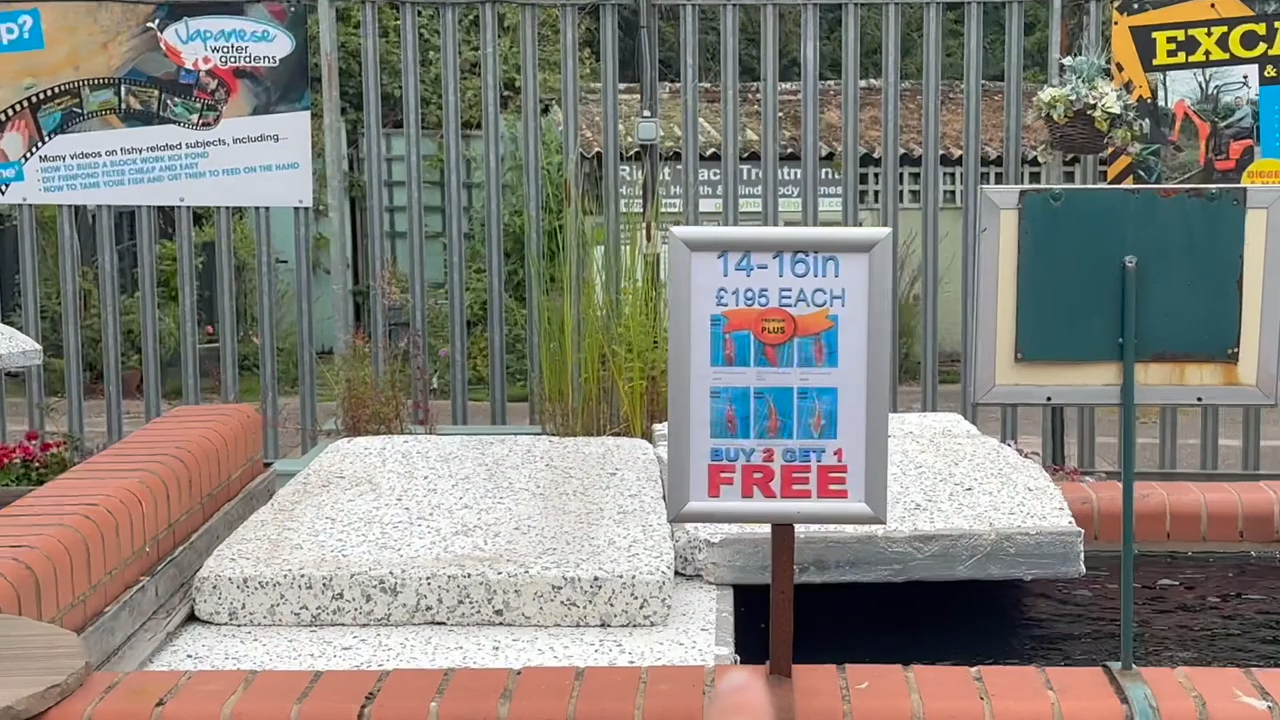 p?
Japanese
water
gardens
Many videos on fishy-related subjects, including...
• HOW TO BUILD A BLOCK WORK KOI POND
• DIY FISHPOND FILTER CHEAP AND EASY
• HOW TO TAME YOUR FISH AND GET THEM TO FEED ON THE HAND
EXCA
&
DIGGE
14-16in
£195 EACH
PREMIUM
PLUS
BUY 2 GET 1
FREE